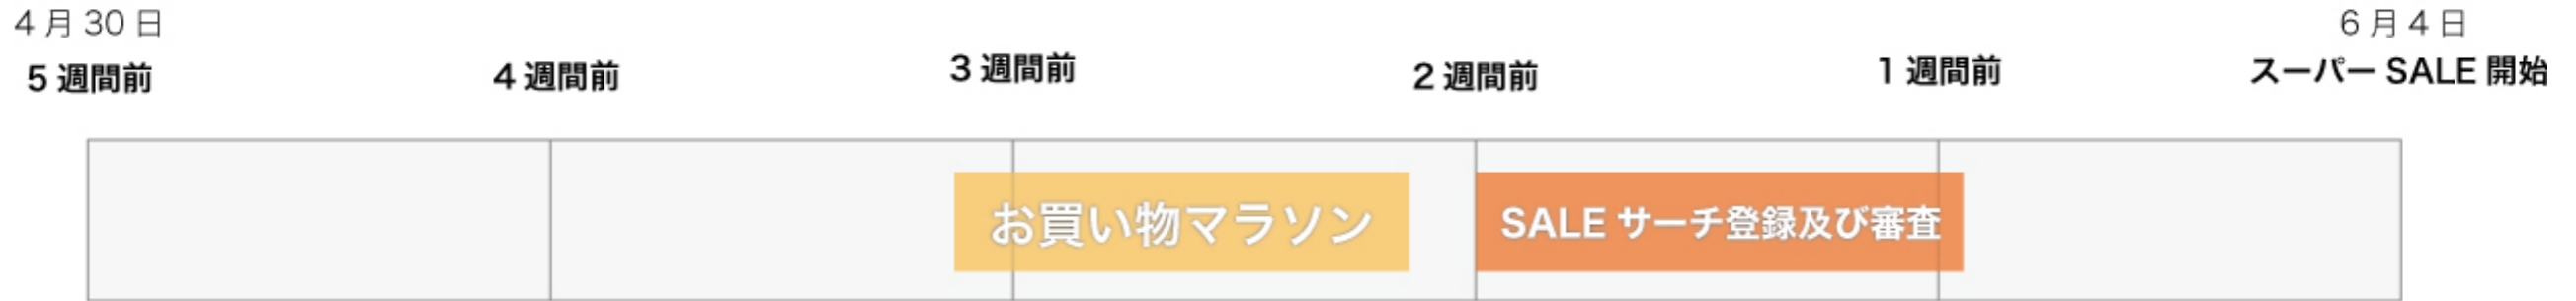 4月30日
6月4日
5週間前
4週間前
3週間前
2週間前
1週間前
スーパーSALE開始
お買い物マラソン
SALEサーチ登録及び審査